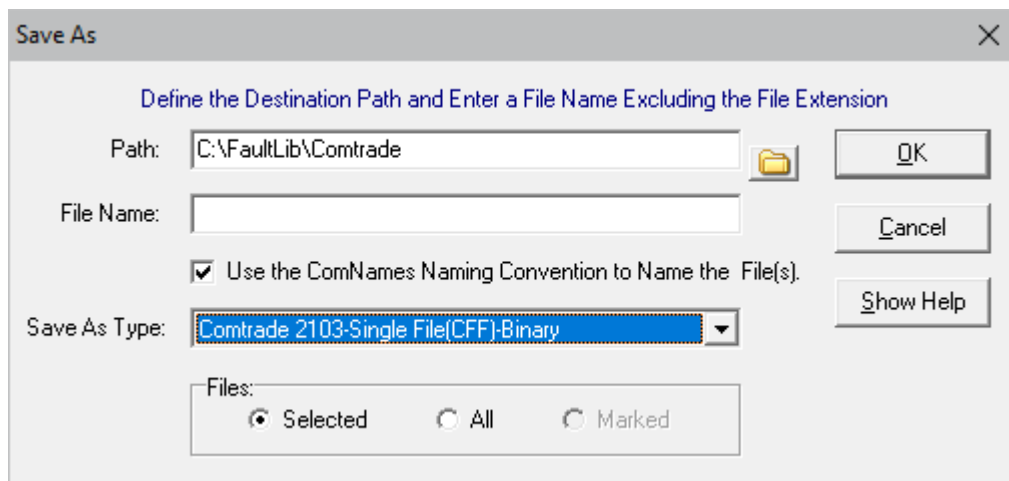 Save As
Define the Destination Path and Enter a File Name Excluding the File Extension
Path: C:\FaultLib\Comtrade
OK
File Name:
Cancel
Use the ComNames Naming Convention to Name the File(s).
Show Help
Save As Type: Comtrade 2103-Single File(CFF)-Binary
Files:
Selected All Marked